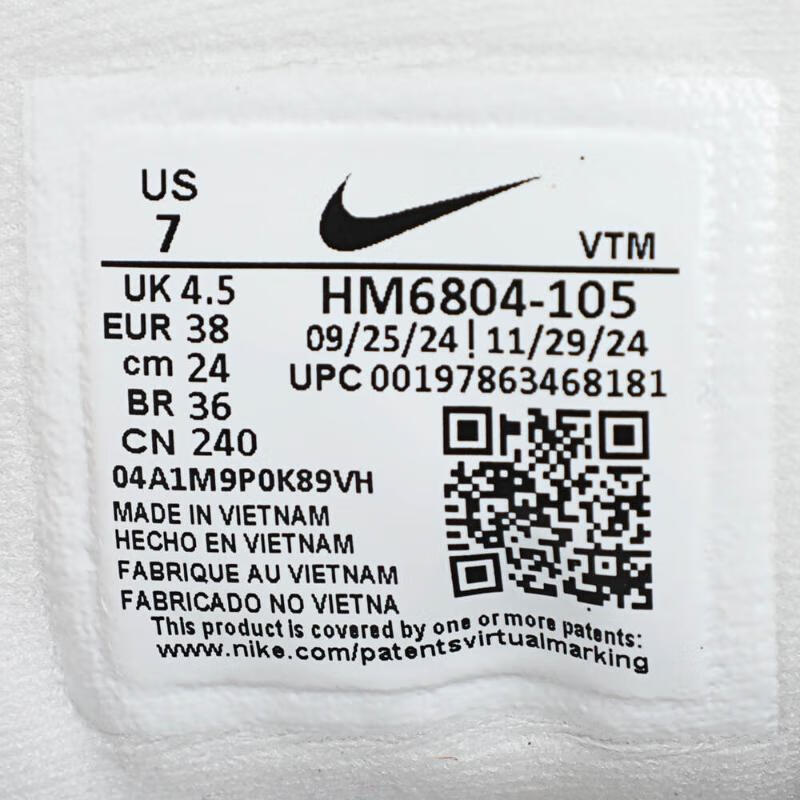 US
7
VTM
UK 4.5
EUR 38
cm 24
BR 36
CN 240
HM6804-105
09/25/24 | 11/29/24
UPC 00197863468181
04A1M9P0K89VH
MADE IN VIETNAM
HECHO EN VIETNAM
FABRIQUE AU VIETNAM
FABRICADO NO VIETNA
This product is covered by one or more patents:
www.nike.com/patentsvirtualmarking